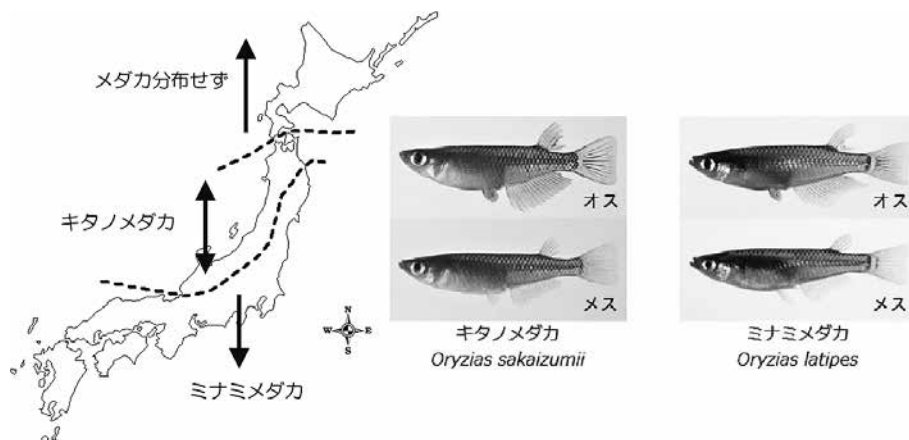 メダカ分布せず
キタノメダカ
ミナミメダカ
N
W
E
S
オス
メス
キタノメダカ
Oryzias sakaizumii
オス
メス
ミナミメダカ
Oryzias latipes